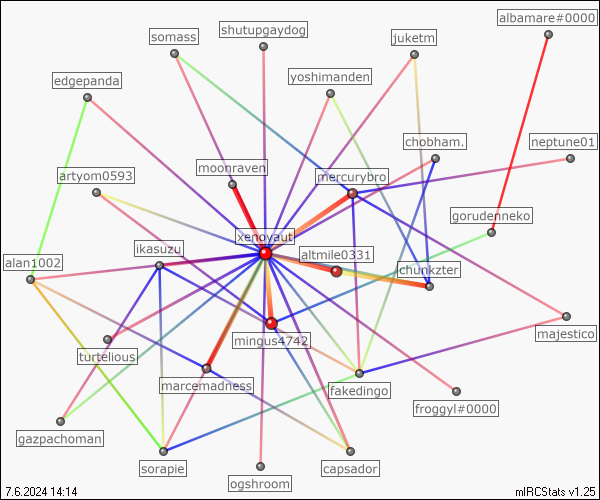 albamare#0000
shutupgaydog
somass
juketm
yoshimanden
edgepanda
chobham.
neptune01
moonraven
artyom0593
mercurybro
gorudenneko
xenoyaut
ikasuzu
altmile0331
alan1002
chunkzter
majestico
mingus4742
turtelious
marcemadness
fakedingo
froggyl#0000
gazpachoman
sorapie
capsador
ogshroom
7.6.2024 14:14
mIRCStats v1.25